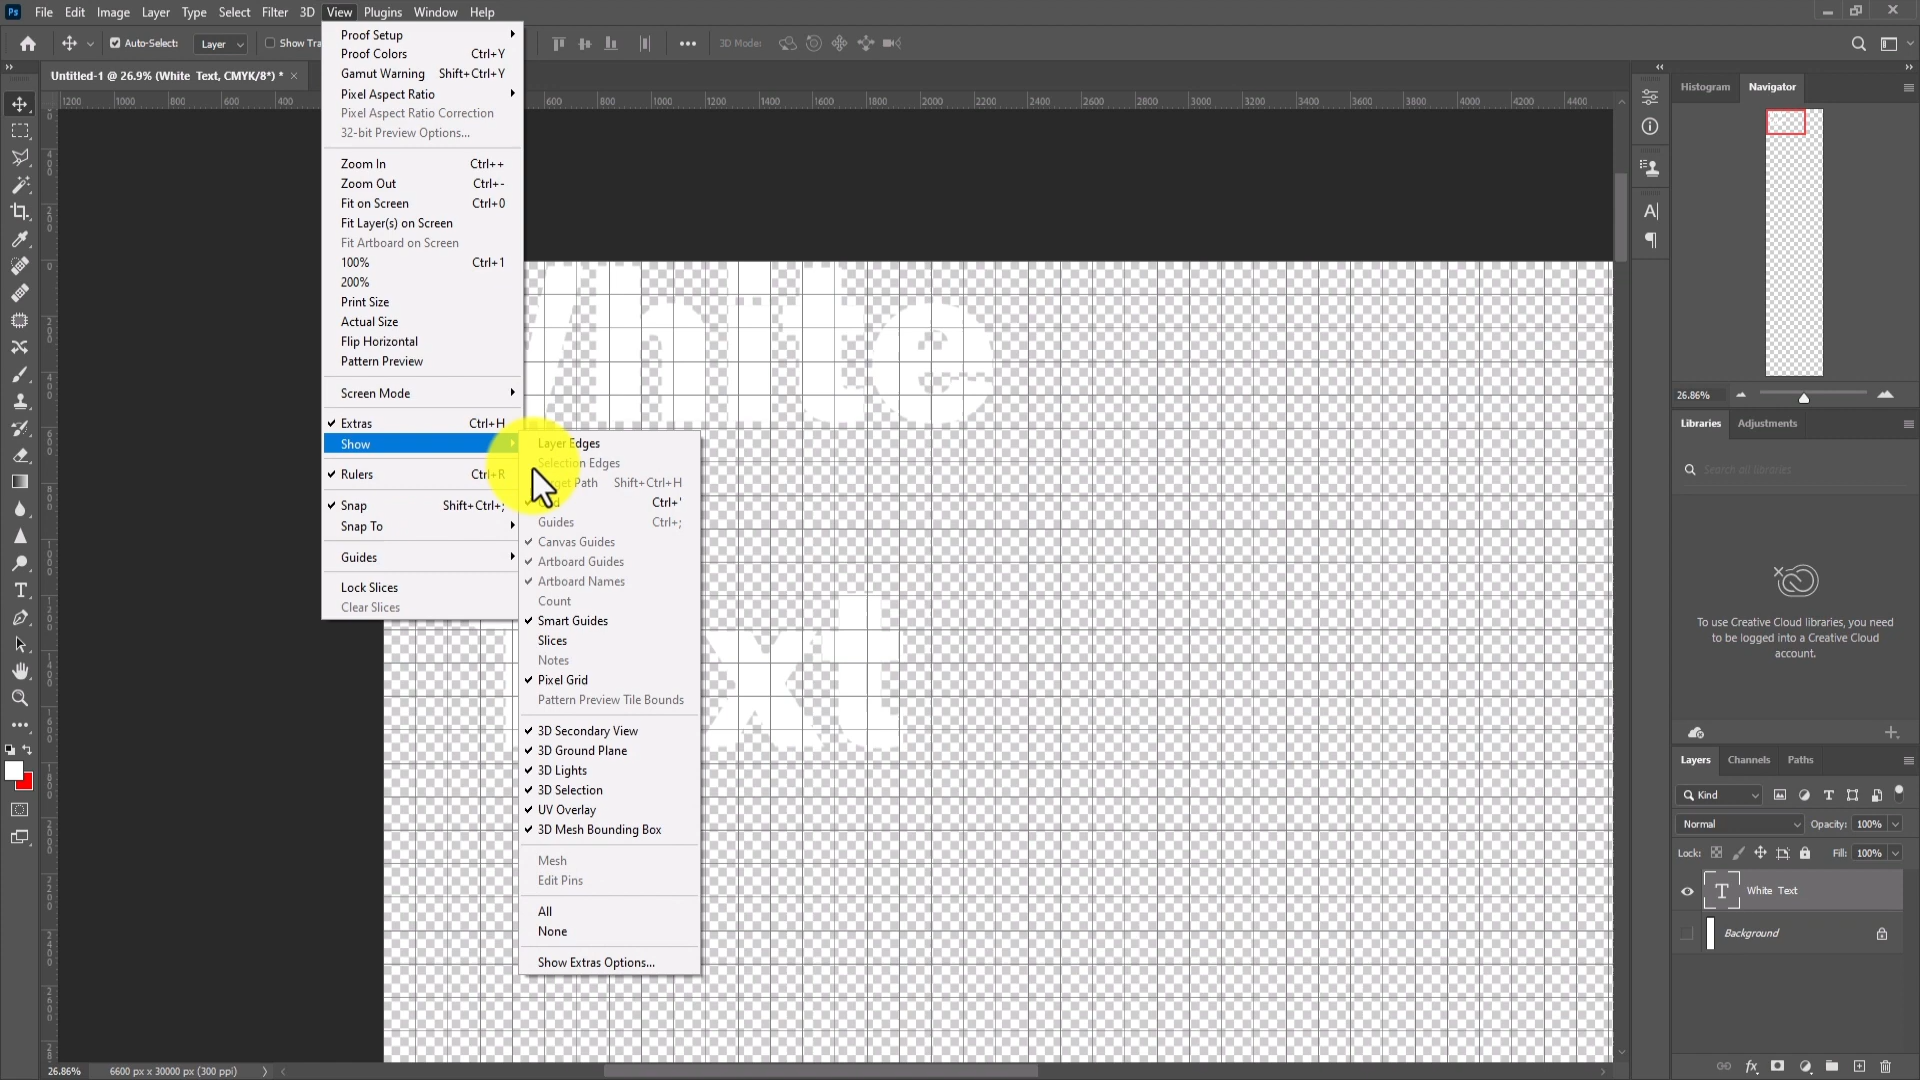 Ps File Edit Image Layer Type Select Filter 3D View Plugins Window Help
Auto-Select: Layer Show Tra 3D Mode:
Untitled-1 @ 26.9% (White Text, CMYK/8*) * ×
1200 1000 800 600 400 600 800 1000 1200 1400 1600 1800 2000 2200 2400 2600 2800 3000 3200 3400 3600 3800 4000 4200 4400
Proof Setup
Proof Colors Ctrl+Y
Gamut Warning Shift+Ctrl+Y
Pixel Aspect Ratio
Pixel Aspect Ratio Correction
32-bit Preview Options...
Zoom In Ctrl++
Zoom Out Ctrl+-
Fit on Screen Ctrl+0
Fit Layer(s) on Screen
Fit Artboard on Screen
100% Ctrl+1
200%
Print Size
Actual Size
Flip Horizontal
Pattern Preview
Screen Mode
Extras Ctrl+H
Show
Rulers Ctrl+R
Snap Shift+Ctrl+;
Snap To
Guides
Lock Slices
Clear Slices
Layer Edges
Selection Edges
Path Shift+Ctrl+H
Ctrl+'
Guides Ctrl+;
Canvas Guides
Artboard Guides
Artboard Names
Count
Smart Guides
Slices
Notes
Pixel Grid
Pattern Preview Tile Bounds
3D Secondary View
3D Ground Plane
3D Lights
3D Selection
UV Overlay
3D Mesh Bounding Box
Mesh
Edit Pins
All
None
Show Extras Options...
hite
xt
Histogram Navigator
26.86%
Libraries Adjustments
Search all libraries
To use Creative Cloud libraries, you need
to be logged into a Creative Cloud
account.
Layers Channels Paths
Kind
Normal Opacity: 100%
Lock: Fill: 100%
T White Text
Background
26.86% 6600 px x 30000 px (300 ppi)